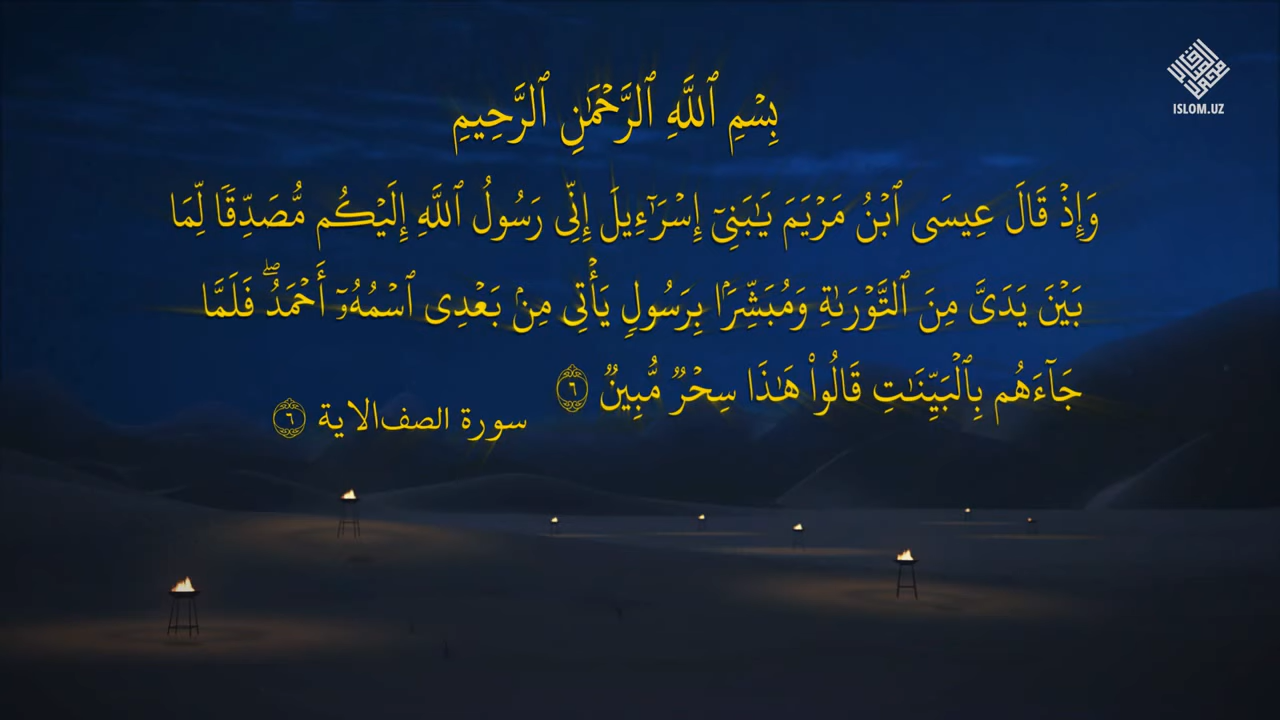 ISLOM.UZ
بِسْمِ ٱللَّهِ ٱلرَّحْمَٰنِ ٱلرَّحِيمِ
وَإِذْ قَالَ عِيسَى ٱبْنُ مَرْيَمَ يَٰبَنِىٓ إِسْرَٰٓءِيلَ إِنِّى رَسُولُ ٱللَّهِ إِلَيْكُم مُّصَدِّقًا لِّمَا
بَيْنَ يَدَىَّ مِنَ ٱلتَّوْرَىٰةِ وَمُبَشِّرًۢا بِرَسُولٍ يَأْتِى مِنۢ بَعْدِى ٱسْمُهُۥٓ أَحْمَدُ ۖ فَلَمَّا
جَآءَهُم بِٱلْبَيِّنَٰتِ قَالُوا۟ هَٰذَا سِحْرٌ مُّبِينٌ ٦
سورة الصف الاية ٦